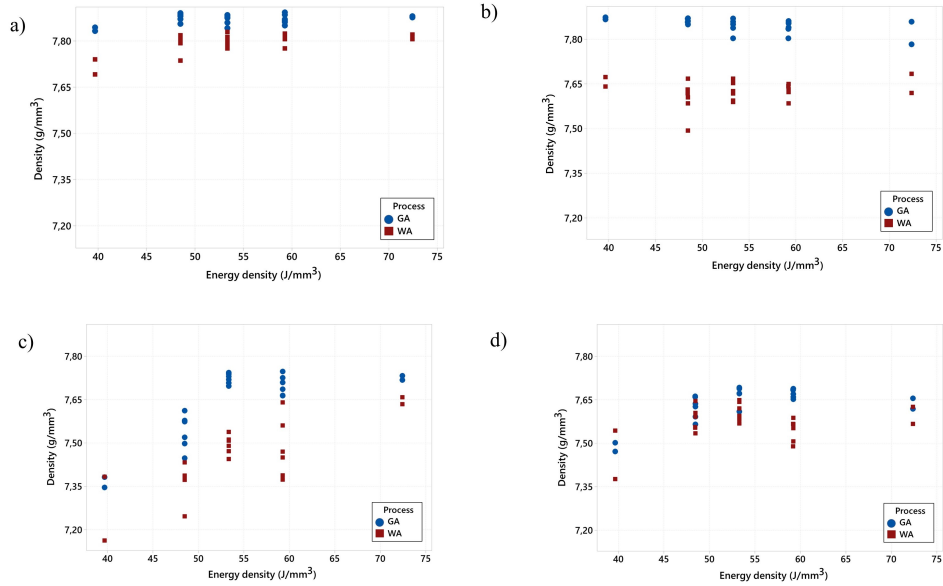 a)
Density (g/mm³)
7,80
7,65
7,50
7,35
7,20
40 45 50 55 60 65 70 75
Energy density (J/mm³)
Process
GA
WA
b)
Density (g/mm³)
7,80
7,65
7,50
7,35
7,20
40 45 50 55 60 65 70 75
Energy density (J/mm³)
Process
GA
WA
c)
Density (g/mm³)
7,80
7,65
7,50
7,35
7,20
40 45 50 55 60 65 70 75
Energy density (J/mm³)
Process
GA
WA
d)
Density (g/mm³)
7,80
7,65
7,50
7,35
7,20
40 45 50 55 60 65 70 75
Energy density (J/mm³)
Process
GA
WA